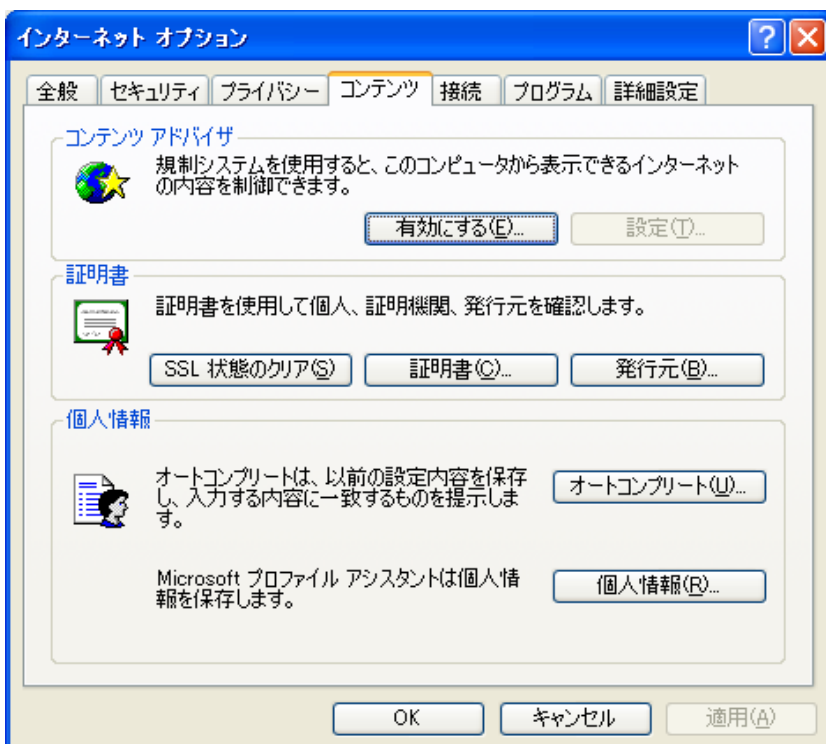 インターネット オプション
全般 セキュリティ プライバシー コンテンツ 接続 プログラム 詳細設定
コンテンツ アドバイザ
規制システムを使用すると、このコンピュータから表示できるインターネット
の内容を制御できます。
有効にする(E)... 設定(T)...
証明書
証明書を使用して個人、証明機関、発行元を確認します。
SSL 状態のクリア(S) 証明書(C)... 発行元(B)...
個人情報
オートコンプリートは、以前の設定内容を保存
し、入力する内容に一致するものを提示しま
す。
オートコンプリート(U)...
Microsoft プロファイル アシスタントは個人情
報を保存します。
個人情報(R)...
OK キャンセル 適用(A)